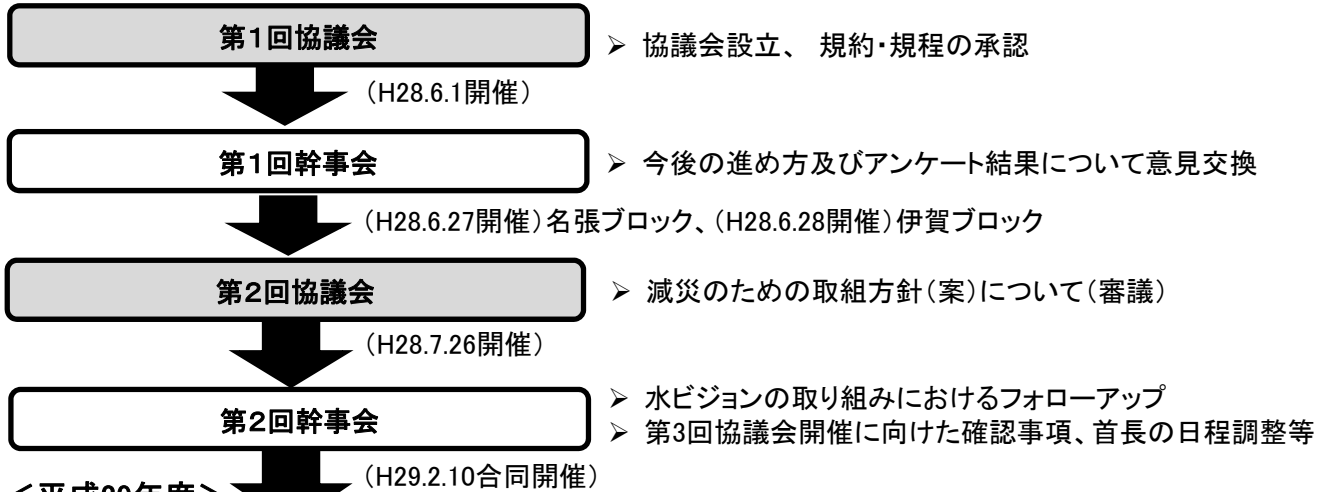 第1回協議会
➢ 協議会設立、 規約・規程の承認
(H28.6.1開催)
第1回幹事会
➢ 今後の進め方及びアンケート結果について意見交換
(H28.6.27開催)名張ブロック、(H28.6.28開催)伊賀ブロック
第2回協議会
➢ 減災のための取組方針(案)について(審議)
(H28.7.26開催)
第2回幹事会
➢ 水ビジョンの取り組みにおけるフォローアップ
➢ 第3回協議会開催に向けた確認事項、首長の日程調整等
(H29.2.10合同開催)